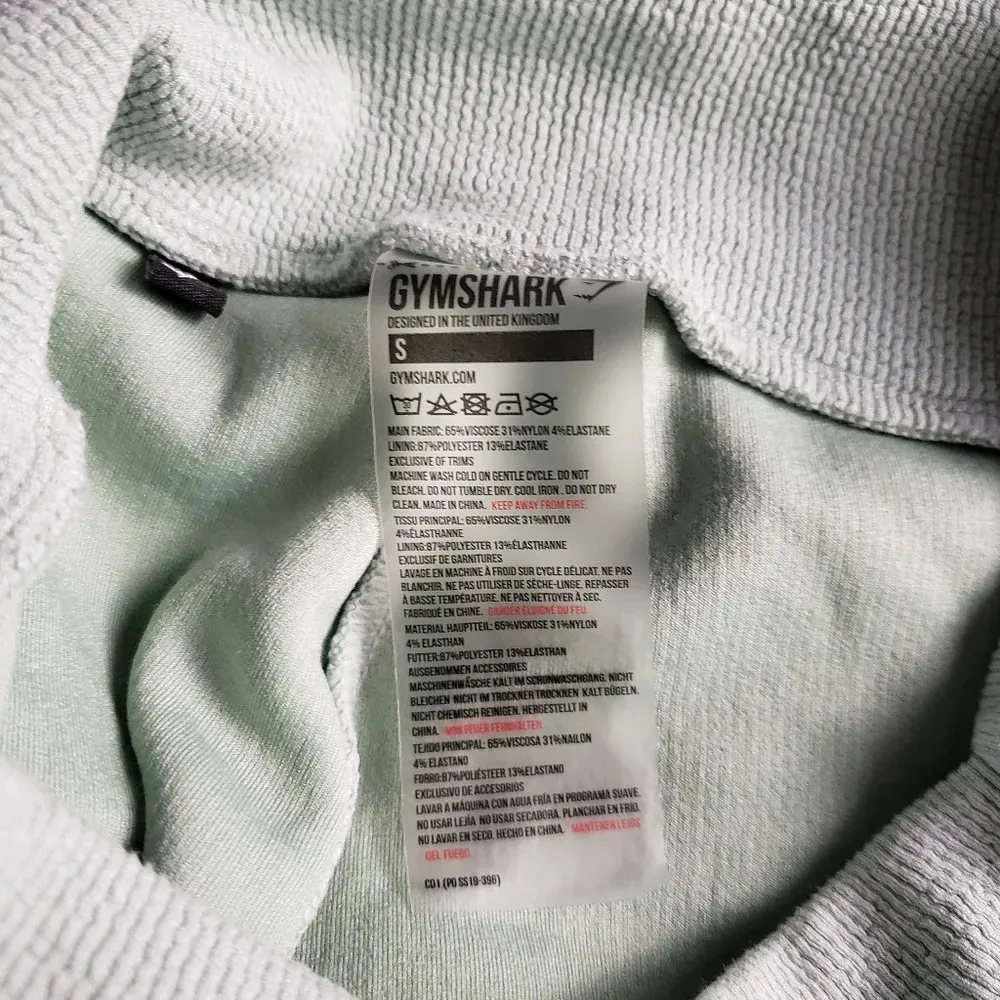 GYMSHARK
DESIGNED IN THE UNITED KINGDOM
S
GYMSHARK.COM
MAIN FABRIC: 65%VISCOSE 31%NYLON 4%ELASTANE
LINING:87%POLYESTER 13%ELASTANE
EXCLUSIVE OF TRIMS
MACHINE WASH COLD ON GENTLE CYCLE. DO NOT
BLEACH. DO NOT TUMBLE DRY. COOL IRON . DO NOT DRY
CLEAN. MADE IN CHINA. KEEP AWAY FROM FIRE.
TISSU PRINCIPAL: 65%VISCOSE 31%NYLON
4%ÉLASTHANNE
LINING:87%POLYESTER 13%ÉLASTHANNE
EXCLUSIF DE GARNITURES
LAVAGE EN MACHINE À FROID SUR CYCLE DÉLICAT. NE PAS
BLANCHIR. NE PAS UTILISER DE SÈCHE-LINGE. REPASSER
À BASSE TEMPÉRATURE. NE PAS NETTOYER À SEC.
FABRIQUÉ EN CHINE. GARDER ÉLOIGNÉ DU FEU.
MATERIAL HAUPTTEIL: 65%VISKOSE 31%NYLON
4% ELASTHAN
FUTTER:87%POLYESTER 13%ELASTHAN
AUSGENOMMEN ACCESSOIRES
MASCHINENWÄSCHE KALT IM SCHONWASCHGANG. NICHT
BLEICHEN NICHT IM TROCKNER TROCKNEN KALT BÜGELN.
NICHT CHEMISCH REINIGEN. HERGESTELLT IN
CHINA. VON FEUER FERNHALTEN.
TEJIDO PRINCIPAL: 65%VISCOSA 31%NAILON
4% ELASTANO
FORRO:87%POLIÉSTEER 13%ELASTANO
EXCLUSIVO DE ACCESORIOS
LAVAR A MÁQUINA CON AGUA FRÍA EN PROGRAMA SUAVE.
NO USAR LEJÍA NO USAR SECADORA. PLANCHAR EN FRÍO.
NO LAVAR EN SECO. HECHO EN CHINA. MANTENER LEJOS
DEL FUEGO.
C01 (PO SS19-396)